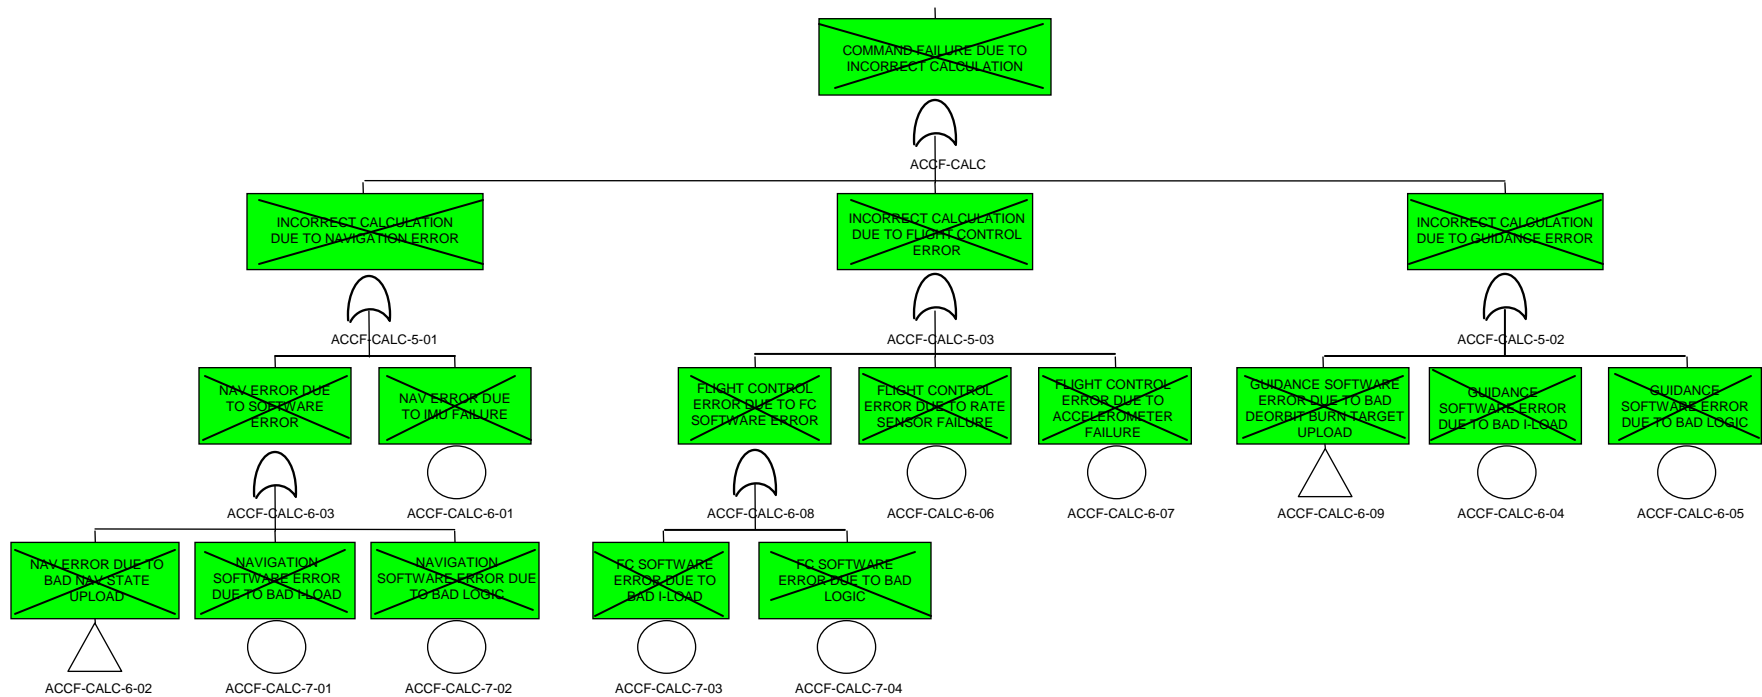 COMMAND FAILURE DUE TO
INCORRECT CALCULATION
ACCF-CALC
INCORRECT CALCULATION
DUE TO NAVIGATION ERROR
INCORRECT CALCULATION
DUE TO FLIGHT CONTROL
ERROR
INCORRECT CALCULATION
DUE TO GUIDANCE ERROR
ACCF-CALC-5-01
ACCF-CALC-5-03
ACCF-CALC-5-02
NAV ERROR DUE
TO SOFTWARE
ERROR
NAV ERROR DUE
TO IMU FAILURE
FLIGHT CONTROL
ERROR DUE TO FC
SOFTWARE ERROR
FLIGHT CONTROL
ERROR DUE TO RATE
SENSOR FAILURE
FLIGHT CONTROL
ERROR DUE TO
ACCELEROMETER
FAILURE
GUIDANCE SOFTWARE
ERROR DUE TO BAD
DEORBIT BURN TARGET
UPLOAD
GUIDANCE
SOFTWARE ERROR
DUE TO BAD I-LOAD
GUIDANCE
SOFTWARE ERROR
DUE TO BAD LOGIC
ACCF-CALC-6-03
ACCF-CALC-6-01
ACCF-CALC-6-08
ACCF-CALC-6-06
ACCF-CALC-6-07
ACCF-CALC-6-09
ACCF-CALC-6-04
ACCF-CALC-6-05
NAV ERROR DUE TO
BAD NAV STATE
UPLOAD
NAVIGATION
SOFTWARE ERROR
DUE TO BAD I-LOAD
NAVIGATION
SOFTWARE ERROR DUE
TO BAD LOGIC
FC SOFTWARE
ERROR DUE TO
BAD I-LOAD
FC SOFTWARE
ERROR DUE TO BAD
LOGIC
ACCF-CALC-6-02
ACCF-CALC-7-01
ACCF-CALC-7-02
ACCF-CALC-7-03
ACCF-CALC-7-04